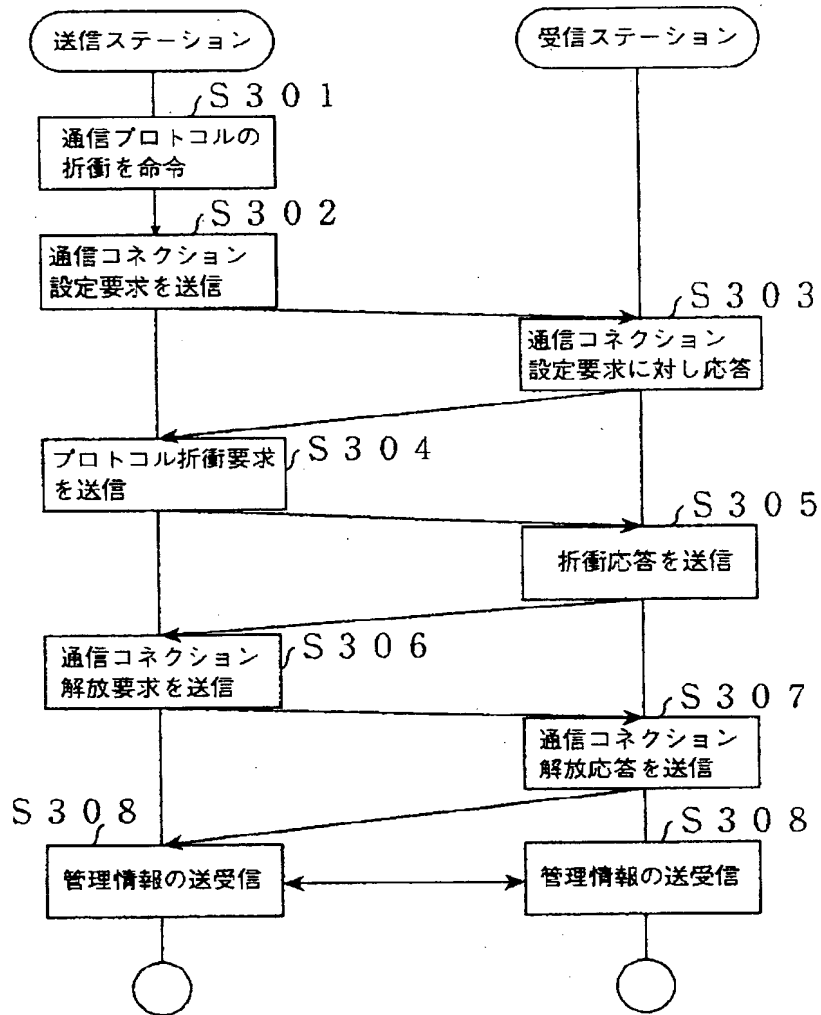 送信ステーション
受信ステーション
S301
通信プロトコルの
折衝を命令
S302
通信コネクション
設定要求を送信
S303
通信コネクション
設定要求に対し応答
S304
プロトコル折衝要求
を送信
S305
折衝応答を送信
S306
通信コネクション
解放要求を送信
S307
通信コネクション
解放応答を送信
S308
管理情報の送受信
S308
管理情報の送受信